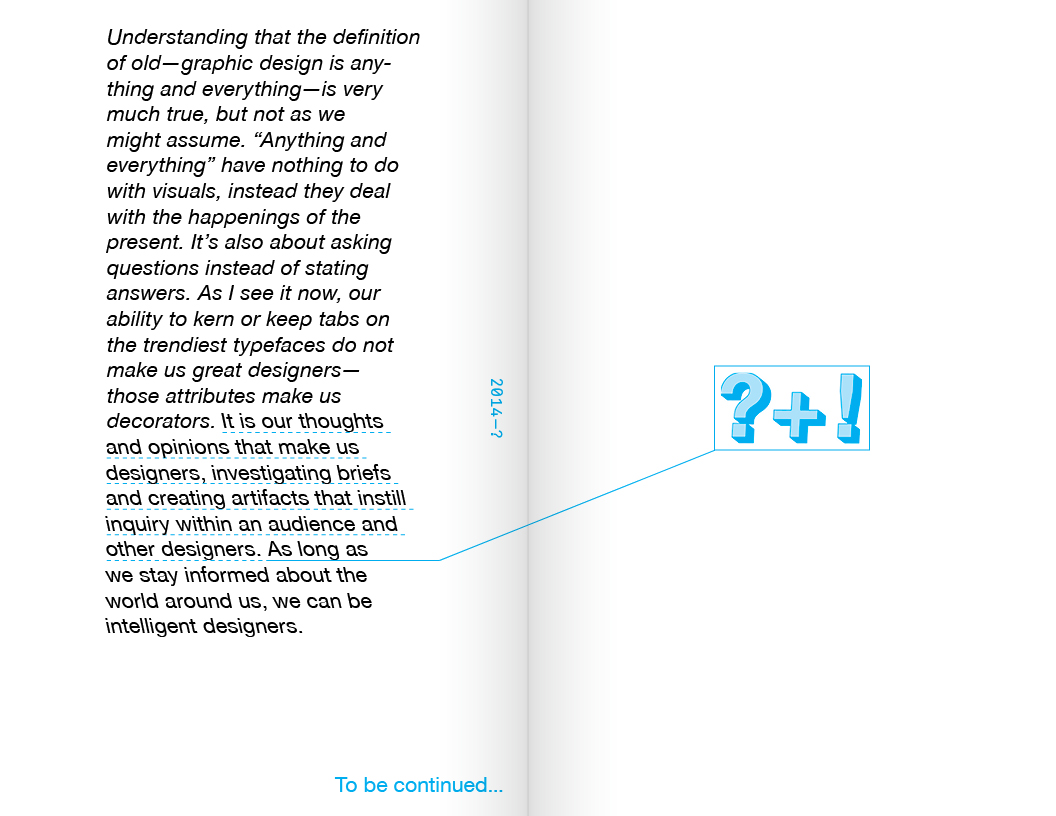 Understanding that the definition
of old—graphic design is any-
thing and everything—is very
much true, but not as we
might assume. “Anything and
everything” have nothing to do
with visuals, instead they deal
with the happenings of the
present. It’s also about asking
questions instead of stating
answers. As I see it now, our
ability to kern or keep tabs on
the trendiest typefaces do not
make us great designers—
those attributes make us
decorators. It is our thoughts
and opinions that make us
designers, investigating briefs
and creating artifacts that instill
inquiry within an audience and
other designers. As long as
we stay informed about the
world around us, we can be
intelligent designers.
To be continued...
2014–?
?+!